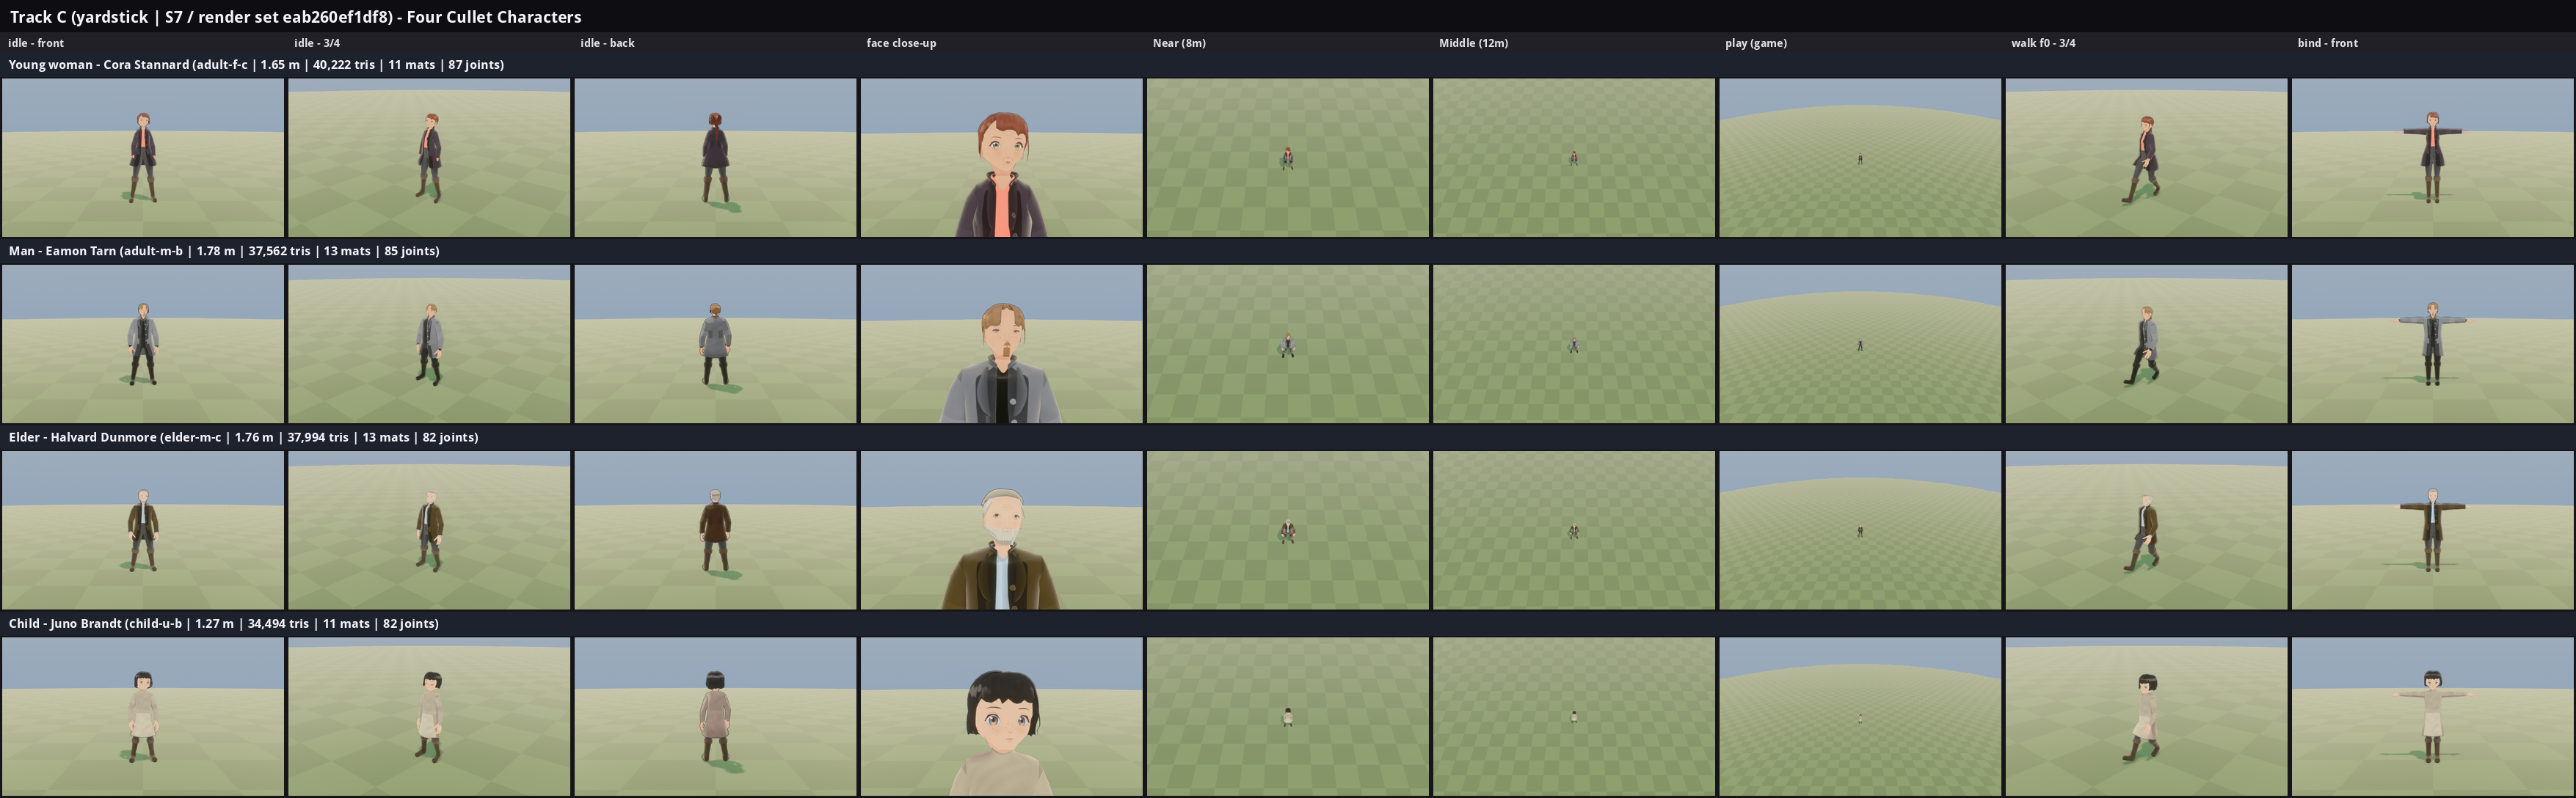 Track C (yardstick | S7 / render set eab260ef1df8) - Four Cullet Characters
idle - front idle - 3/4 idle - back face close-up Near (8m) Middle (12m) play (game) walk f0 - 3/4 bind - front
Young woman - Cora Stannard (adult-f-c | 1.65 m | 40,222 tris | 11 mats | 87 joints)
Man - Eamon Tarn (adult-m-b | 1.78 m | 37,562 tris | 13 mats | 85 joints)
Elder - Halvard Dunmore (elder-m-c | 1.76 m | 37,994 tris | 13 mats | 82 joints)
Child - Juno Brandt (child-u-b | 1.27 m | 34,494 tris | 11 mats | 82 joints)